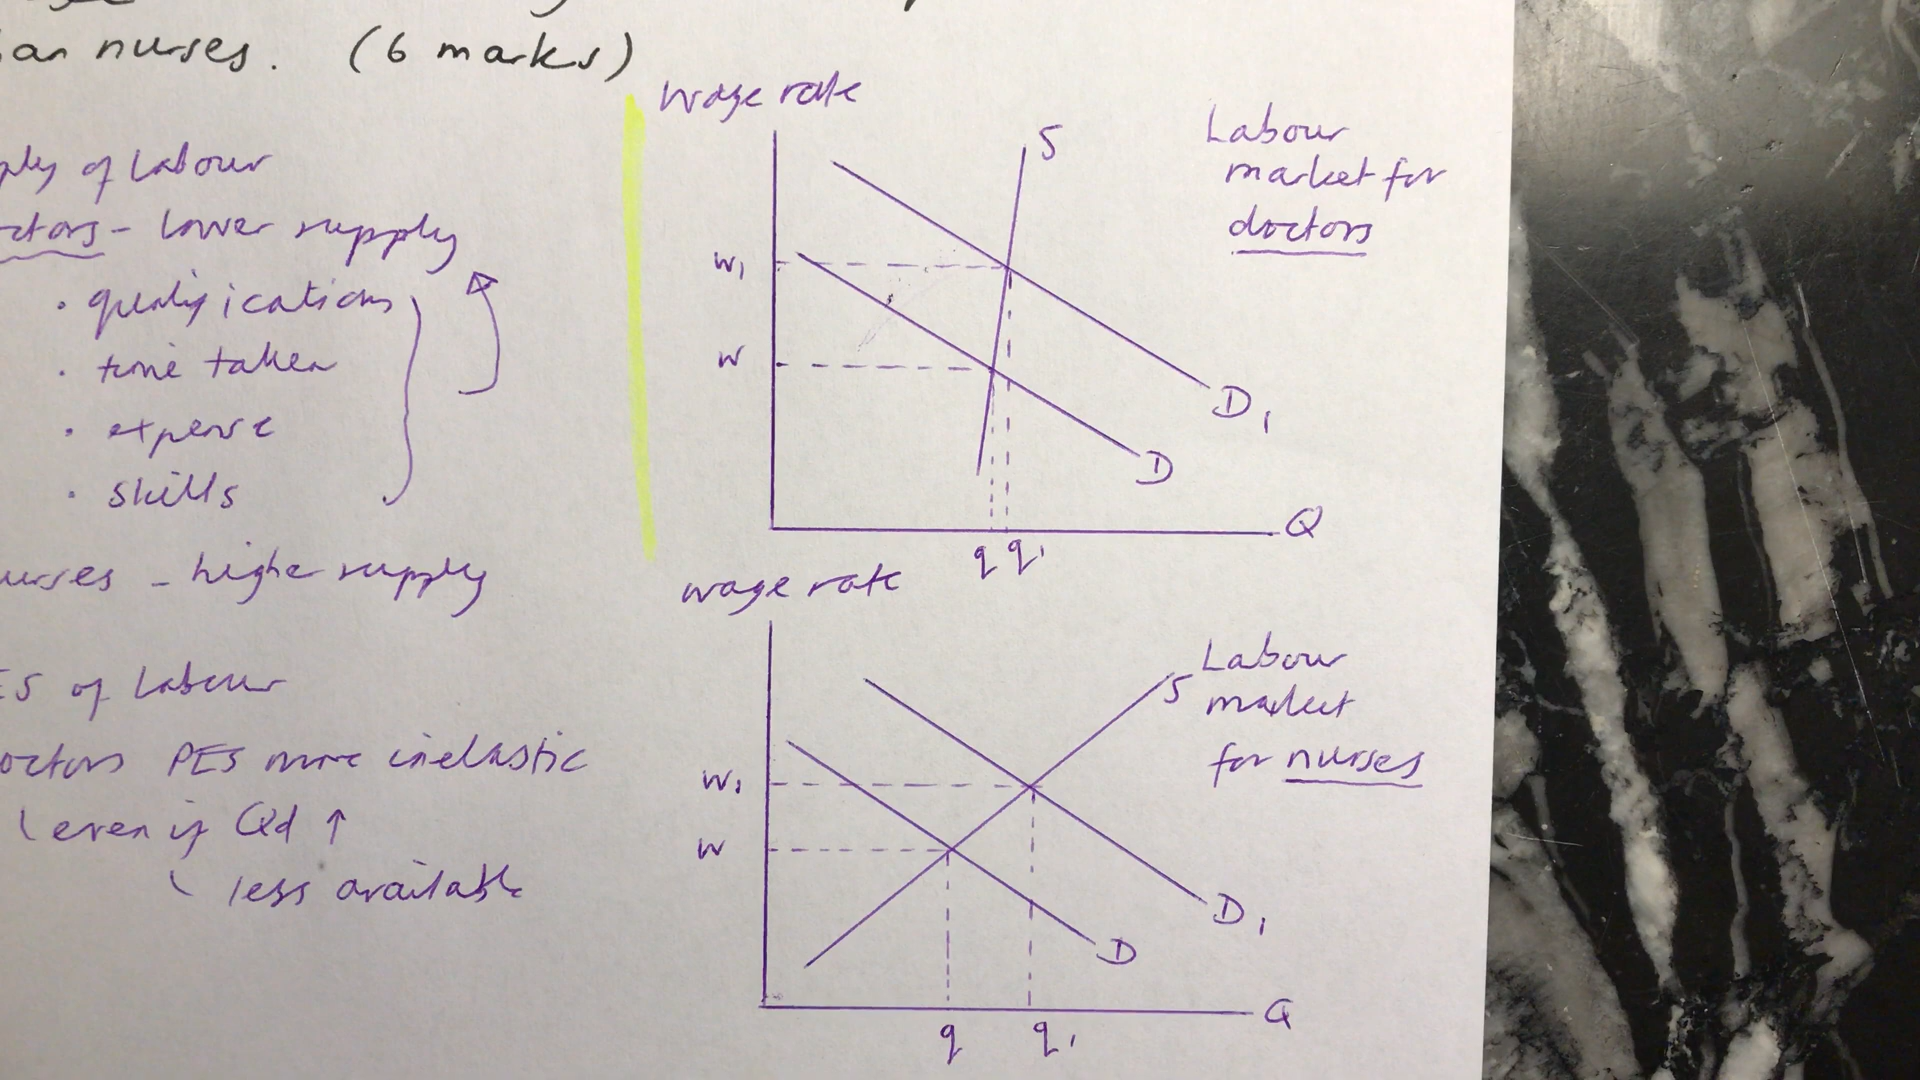 an nurses. (6 marks)
ply of Labour
ctors - lower supply
· qualifications
· time taken
· expense
· skills
urses - higher supply
ES of Labour
octors PES more inelastic
even if Qd ↑
less available
wage rate
S
Labour
market for
doctors
W1
W
D1
D
Q
q q1
wage rate
S
Labour
market
for nurses
W1
W
D1
D
Q
q q1